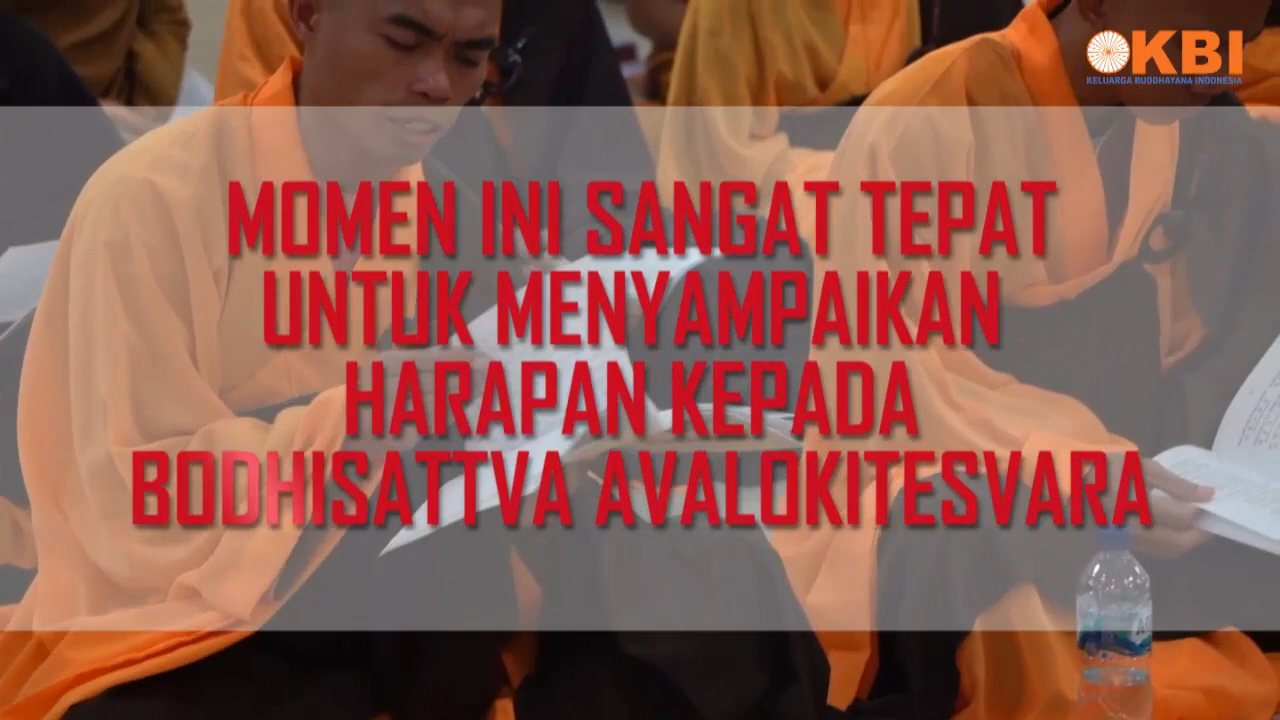 KBI
KELUARGA BUDDHAYANA INDONESIA
MOMEN INI SANGAT TEPAT
UNTUK MENYAMPAIKAN
HARAPAN KEPADA
BODHISATTVA AVALOKITESVARA